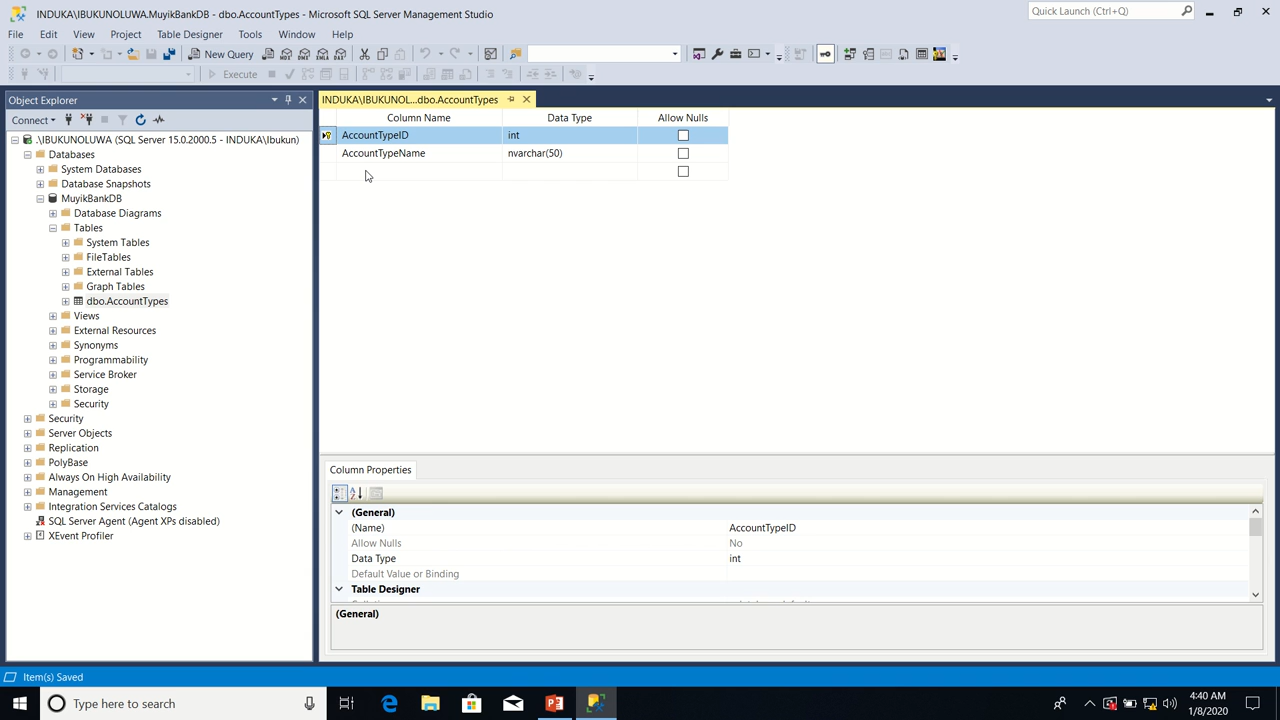 INDUKA\IBUKUNOLUWA.MuyikBankDB - dbo.AccountTypes - Microsoft SQL Server Management Studio
Quick Launch (Ctrl+Q)
File Edit View Project Table Designer Tools Window Help
New Query
Execute
Object Explorer
Connect
.\IBUKUNOLUWA (SQL Server 15.0.2000.5 - INDUKA\Ibukun)
Databases
System Databases
Database Snapshots
MuyikBankDB
Database Diagrams
Tables
System Tables
FileTables
External Tables
Graph Tables
dbo.AccountTypes
Views
External Resources
Synonyms
Programmability
Service Broker
Storage
Security
Security
Server Objects
Replication
PolyBase
Always On High Availability
Management
Integration Services Catalogs
SQL Server Agent (Agent XPs disabled)
XEvent Profiler
INDUKA\IBUKUNOL...dbo.AccountTypes
Column Name Data Type Allow Nulls
AccountTypeID int
AccountTypeName nvarchar(50)
Column Properties
(General)
(Name) AccountTypeID
Allow Nulls No
Data Type int
Default Value or Binding
Table Designer
(General)
Item(s) Saved
Type here to search
4:40 AM
1/8/2020